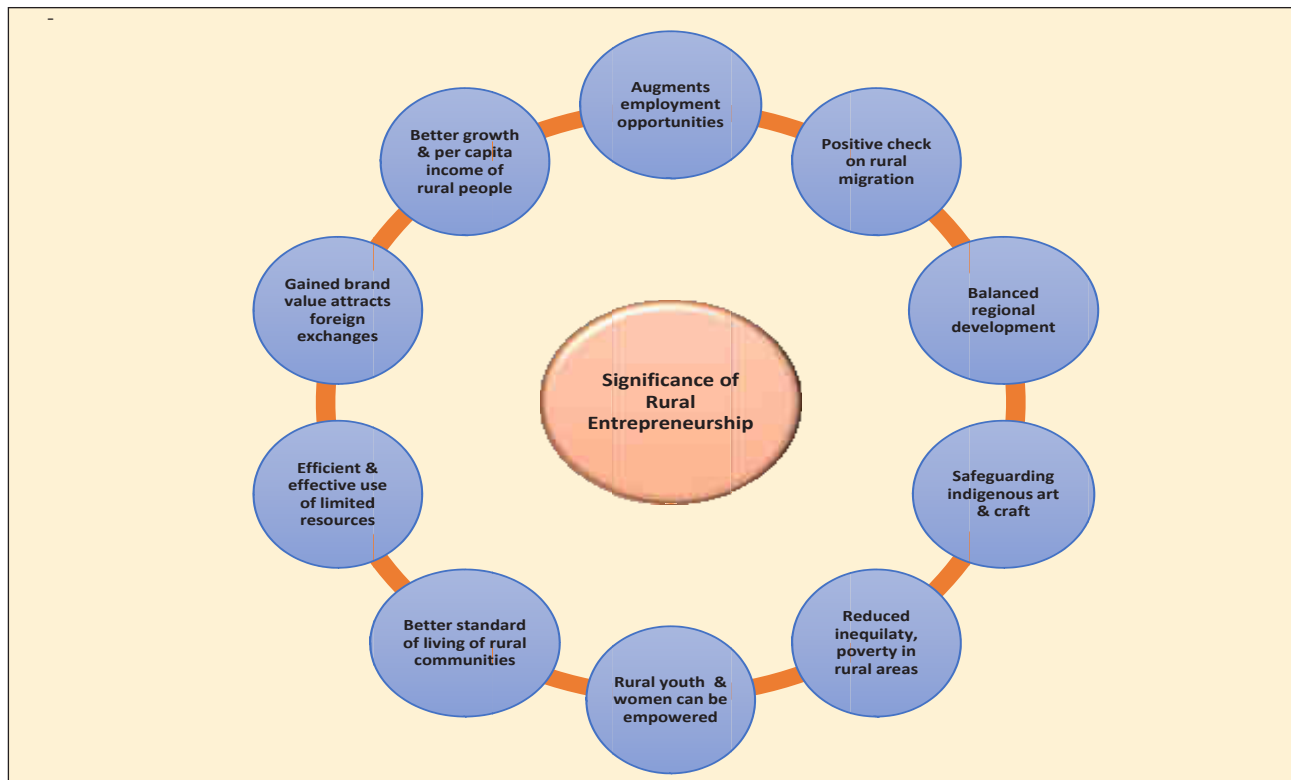 -
Augments
employment
opportunities
Positive check
on rural
migration
Balanced
regional
development
Safeguarding
indigenous art
& craft
Reduced
inequilaty,
poverty in
rural areas
Rural youth &
women can be
empowered
Better standard
of living of rural
communities
Efficient &
effective use
of limited
resources
Gained brand
value attracts
foreign
exchanges
Better growth
& per capita
income of
rural people
Significance of
Rural
Entrepreneurship